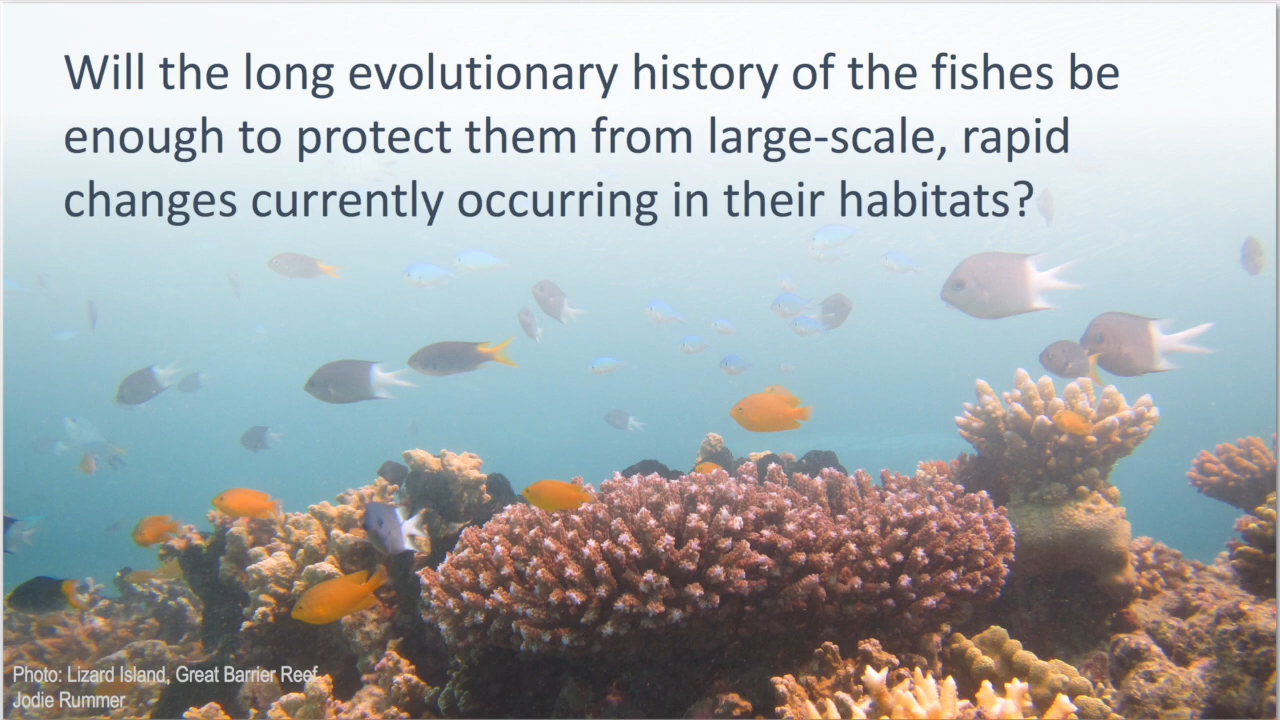 Will the long evolutionary history of the fishes be
enough to protect them from large-scale, rapid
changes currently occurring in their habitats?
Photo: Lizard Island, Great Barrier Reef
Jodie Rummer